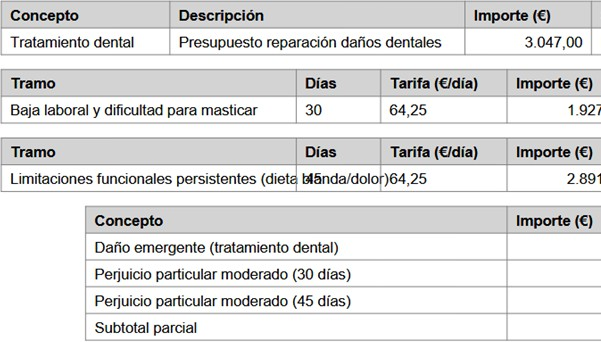 Concepto Descripción Importe (€)
Tratamiento dental Presupuesto reparación daños dentales 3.047,00
Tramo Días Tarifa (€/día) Importe (€)
Baja laboral y dificultad para masticar 30 64,25 1.927
Tramo Días Tarifa (€/día) Importe (€)
Limitaciones funcionales persistentes (dieta blanda/dolor) 45 64,25 2.891
Concepto Importe (€)
Daño emergente (tratamiento dental)
Perjuicio particular moderado (30 días)
Perjuicio particular moderado (45 días)
Subtotal parcial